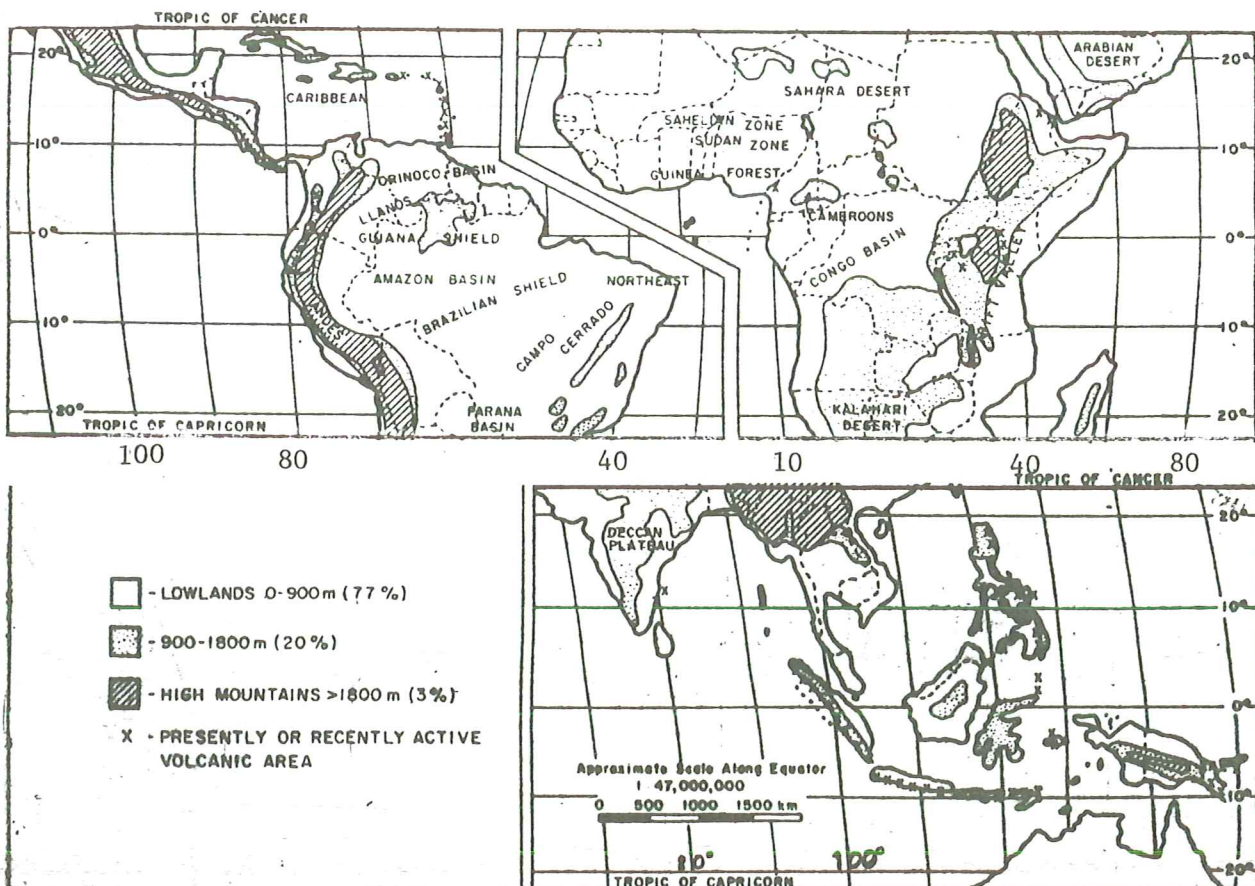 TROPIC OF CANCER
20°
10°
0°
10°
20°
CARIBBEAN
ORINOCO BASIN
LLANOS
GUIANA SHIELD
AMAZON BASIN
BRAZILIAN SHIELD
NORTHEAST
ANDES
CAMPO CERRADO
PARANA
BASIN
TROPIC OF CAPRICORN
ARABIAN
DESERT
SAHARA DESERT
SAHELIAN ZONE
SUDAN ZONE
GUINEA FOREST
CAMEROONS
CONGO BASIN
RIFT VALLEY
KALAHARI
DESERT
20°
10°
0°
10°
20°
100 80 40 10 40 80
TROPIC OF CANCER
DECCAN
PLATEAU
20°
10°
0°
10°
20°
- LOWLANDS 0-900m (77%)
- 900-1800m (20%)
- HIGH MOUNTAINS >1800m (3%)
X - PRESENTLY OR RECENTLY ACTIVE
VOLCANIC AREA
Approximate Scale Along Equator
1 47,000,000
0 500 1000 1500 km
100°
TROPIC OF CAPRICORN